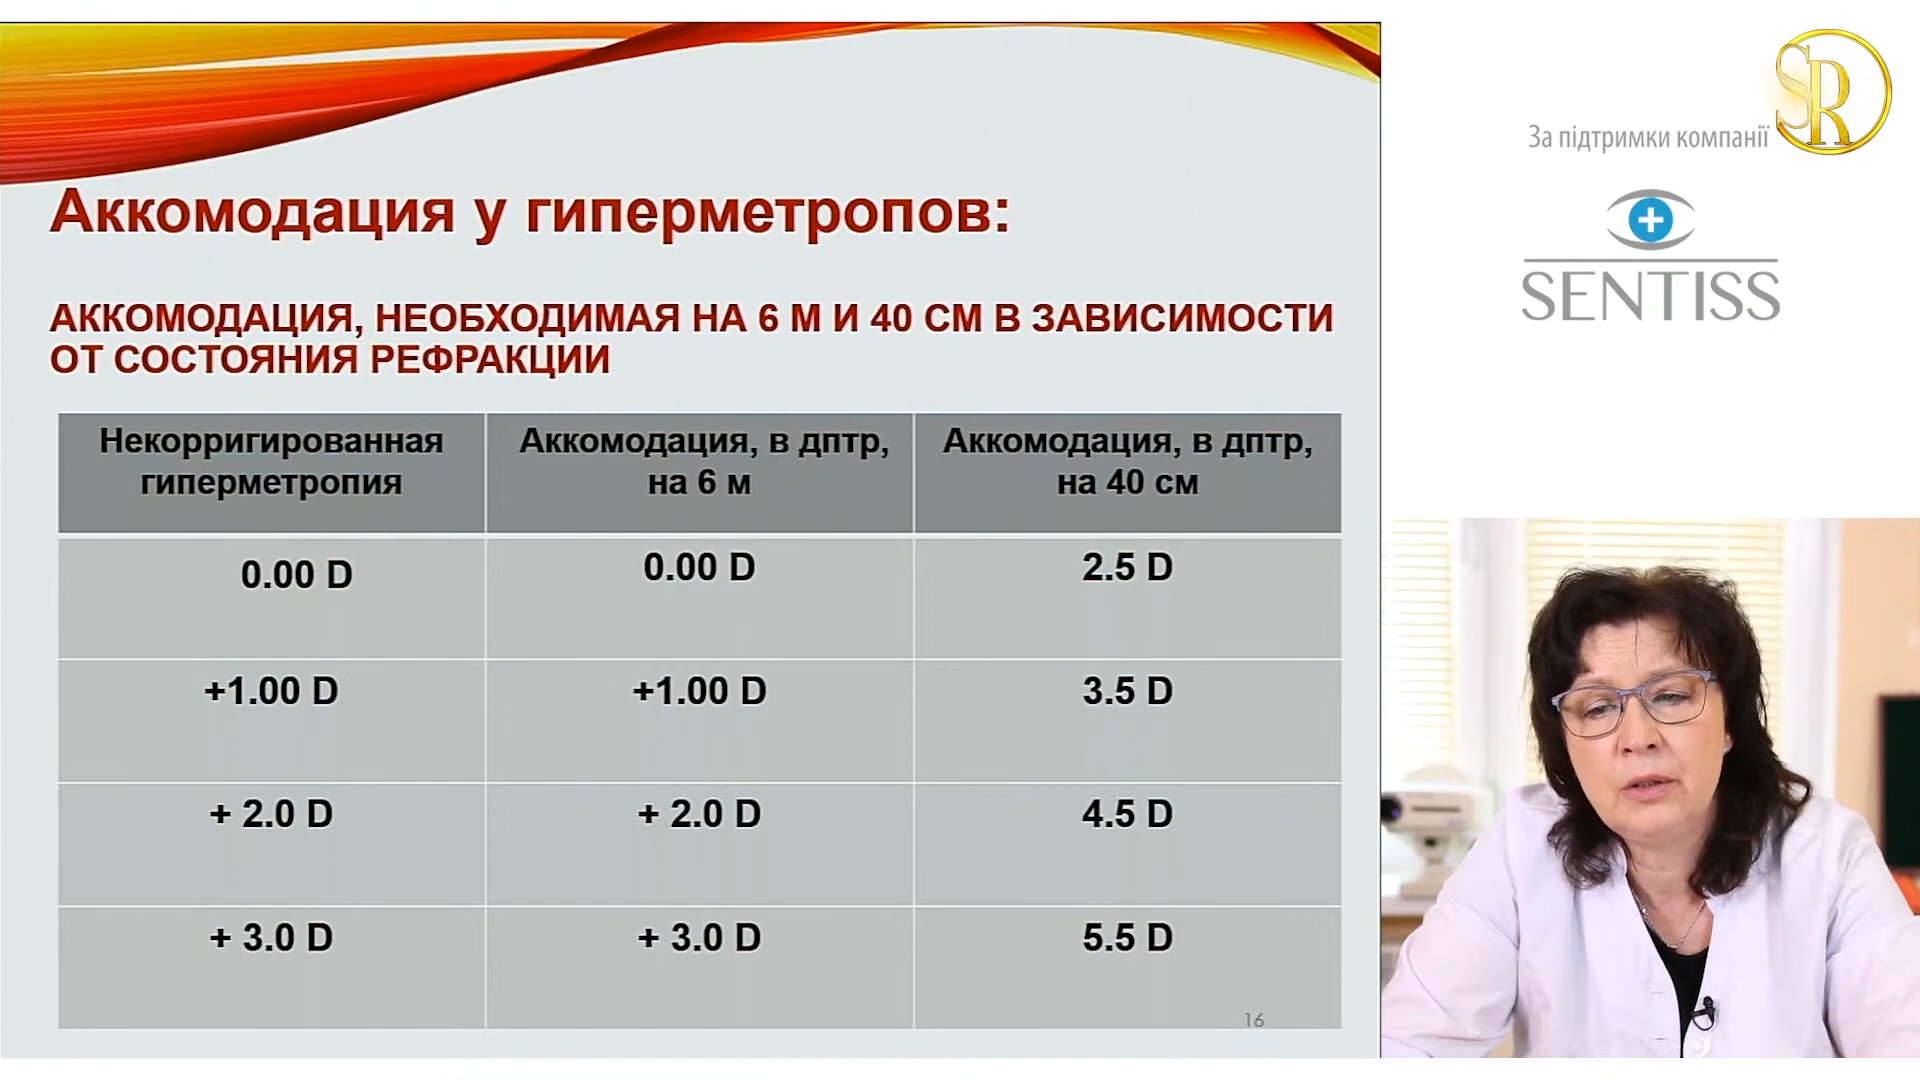 Аккомодация у гиперметропов:
АККОМОДАЦИЯ, НЕОБХОДИМАЯ НА 6 М И 40 СМ В ЗАВИСИМОСТИ
ОТ СОСТОЯНИЯ РЕФРАКЦИИ
Некорригированная
гиперметропия
Аккомодация, в дптр,
на 6 м
Аккомодация, в дптр,
на 40 см
0.00 D
0.00 D
2.5 D
+1.00 D
+1.00 D
3.5 D
+ 2.0 D
+ 2.0 D
4.5 D
+ 3.0 D
+ 3.0 D
5.5 D
16
SR
За підтримки компанії
SENTISS